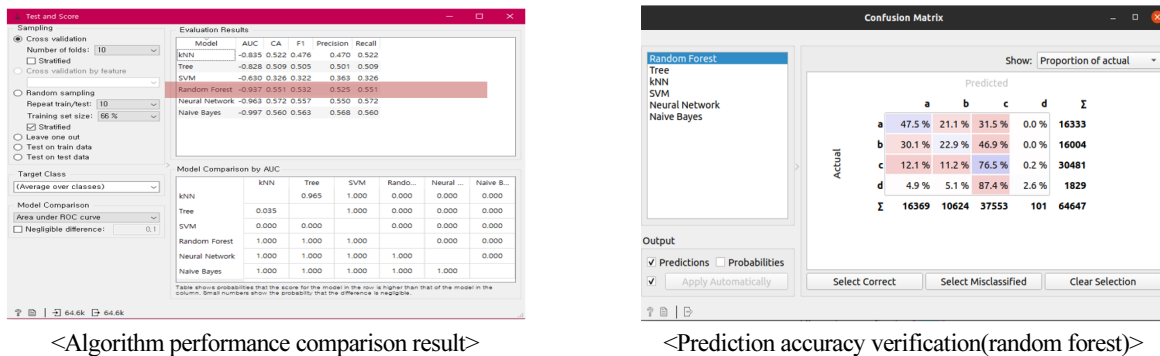 Test and Score
Sampling
Cross validation
Number of folds: 10
Stratified
Cross validation by feature
Random sampling
Repeat train/test: 10
Training set size: 66 %
Stratified
Leave one out
Test on train data
Test on test data
Target Class
(Average over classes)
Model Comparison
Area under ROC curve
Negligible difference: 0.1
Evaluation Results
Model AUC CA F1 Precision Recall
kNN -0.835 0.522 0.476 0.470 0.522
Tree -0.828 0.509 0.505 0.501 0.509
SVM -0.630 0.326 0.322 0.363 0.326
Random Forest -0.937 0.551 0.532 0.525 0.551
Neural Network -0.963 0.572 0.557 0.550 0.572
Naive Bayes -0.997 0.560 0.563 0.568 0.560
Model Comparison by AUC
kNN Tree SVM Rando... Neural ... Naive B...
kNN 0.965 1.000 0.000 0.000 0.000
Tree 0.035 1.000 0.000 0.000 0.000
SVM 0.000 0.000 0.000 0.000 0.000
Random Forest 1.000 1.000 1.000 0.000 0.000
Neural Network 1.000 1.000 1.000 1.000 0.000
Naive Bayes 1.000 1.000 1.000 1.000 1.000
Table shows probabilities that the score for the model in the row is higher than that of the model in the
column. Small numbers show the probability that the difference is negligible.
64.6k 64.6k
<Algorithm performance comparison result>
Confusion Matrix
Random Forest
Tree
kNN
SVM
Neural Network
Naive Bayes
Output
Predictions Probabilities
Apply Automatically
Show: Proportion of actual
Predicted
a b c d Σ
Actual
a 47.5 % 21.1 % 31.5 % 0.0 % 16333
b 30.1 % 22.9 % 46.9 % 0.0 % 16004
c 12.1 % 11.2 % 76.5 % 0.2 % 30481
d 4.9 % 5.1 % 87.4 % 2.6 % 1829
Σ 16369 10624 37553 101 64647
Select Correct Select Misclassified Clear Selection
<Prediction accuracy verification(random forest)>